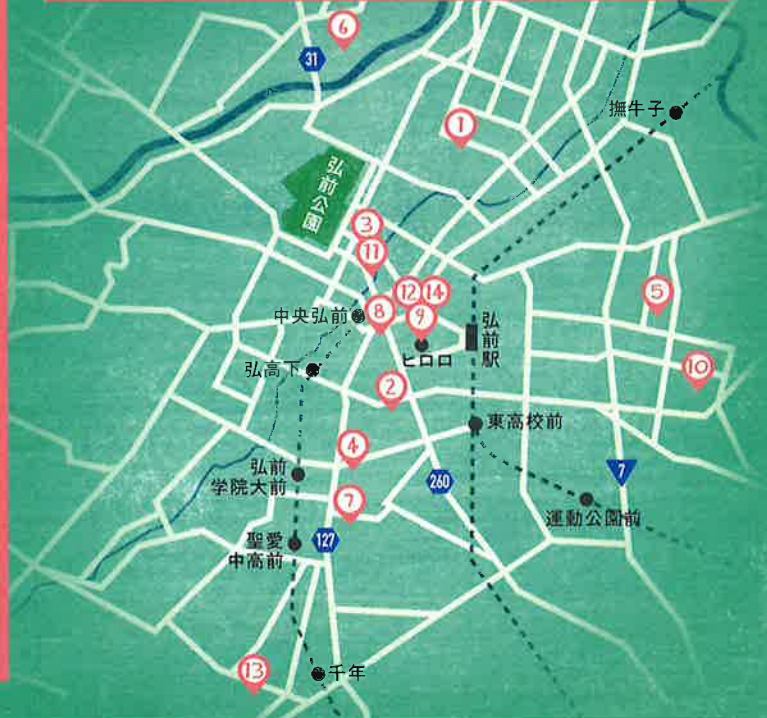 6
31
撫牛子
1
弘前公園
3
11
12
14
5
中央弘前
8
9
弘前駅
ヒロロ
弘高下
10
2
東高校前
4
弘前
学院大前
260
7
7
運動公園前
127
聖愛
中高前
13
千年